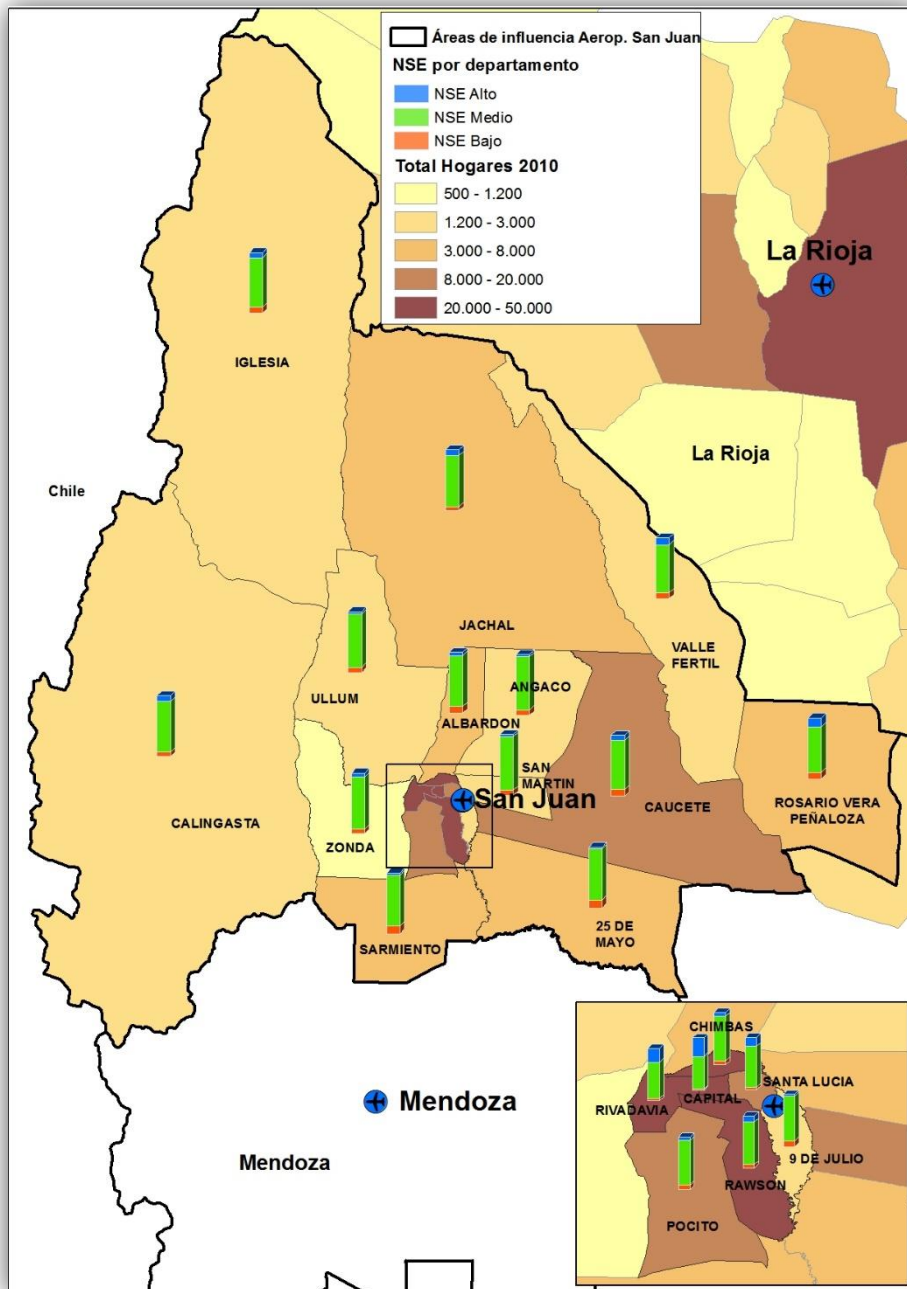 Áreas de influencia Aerop. San Juan
NSE por departamento
NSE Alto
NSE Medio
NSE Bajo
Total Hogares 2010
500 - 1.200
1.200 - 3.000
3.000 - 8.000
8.000 - 20.000
20.000 - 50.000
La Rioja
IGLESIA
La Rioja
Chile
JACHAL
VALLE
FERTIL
ULLUM
ANGACO
ALBARDON
SAN
MARTIN
San Juan
CAUCETE
ROSARIO VERA
PEÑALOZA
CALINGASTA
ZONDA
25 DE
MAYO
SARMIENTO
Mendoza
Mendoza
CHIMBAS
SANTA LUCIA
RIVADAVIA
CAPITAL
9 DE JULIO
RAWSON
POCITO